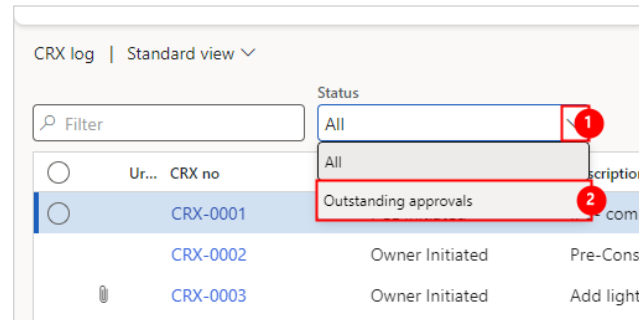 CRX log | Standard view
Status
Filter
All
1
All
Ur... CRX no
Outstanding approvals
2
CRX-0001
com
CRX-0002 Owner Initiated Pre-Cons
CRX-0003 Owner Initiated Add light